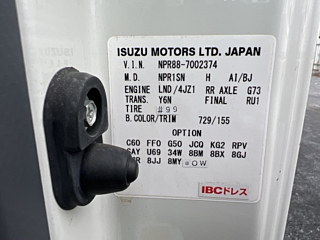 ISUZU MOTORS LTD. JAPAN
V.I.N. NPR88-7002374
M.D. NPR1SN H AI/BJ
ENGINE LND/4JZ1 RR AXLE G73
TRANS. Y6N FINAL RU1
TIRE #99
B.COLOR/TRIM 729/155
OPTION
C60 FF0 G50 JCQ KG2 RPV
SAY U69 34W 8BM 8BX 8GJ
8JJ 8MY
IBCドレス